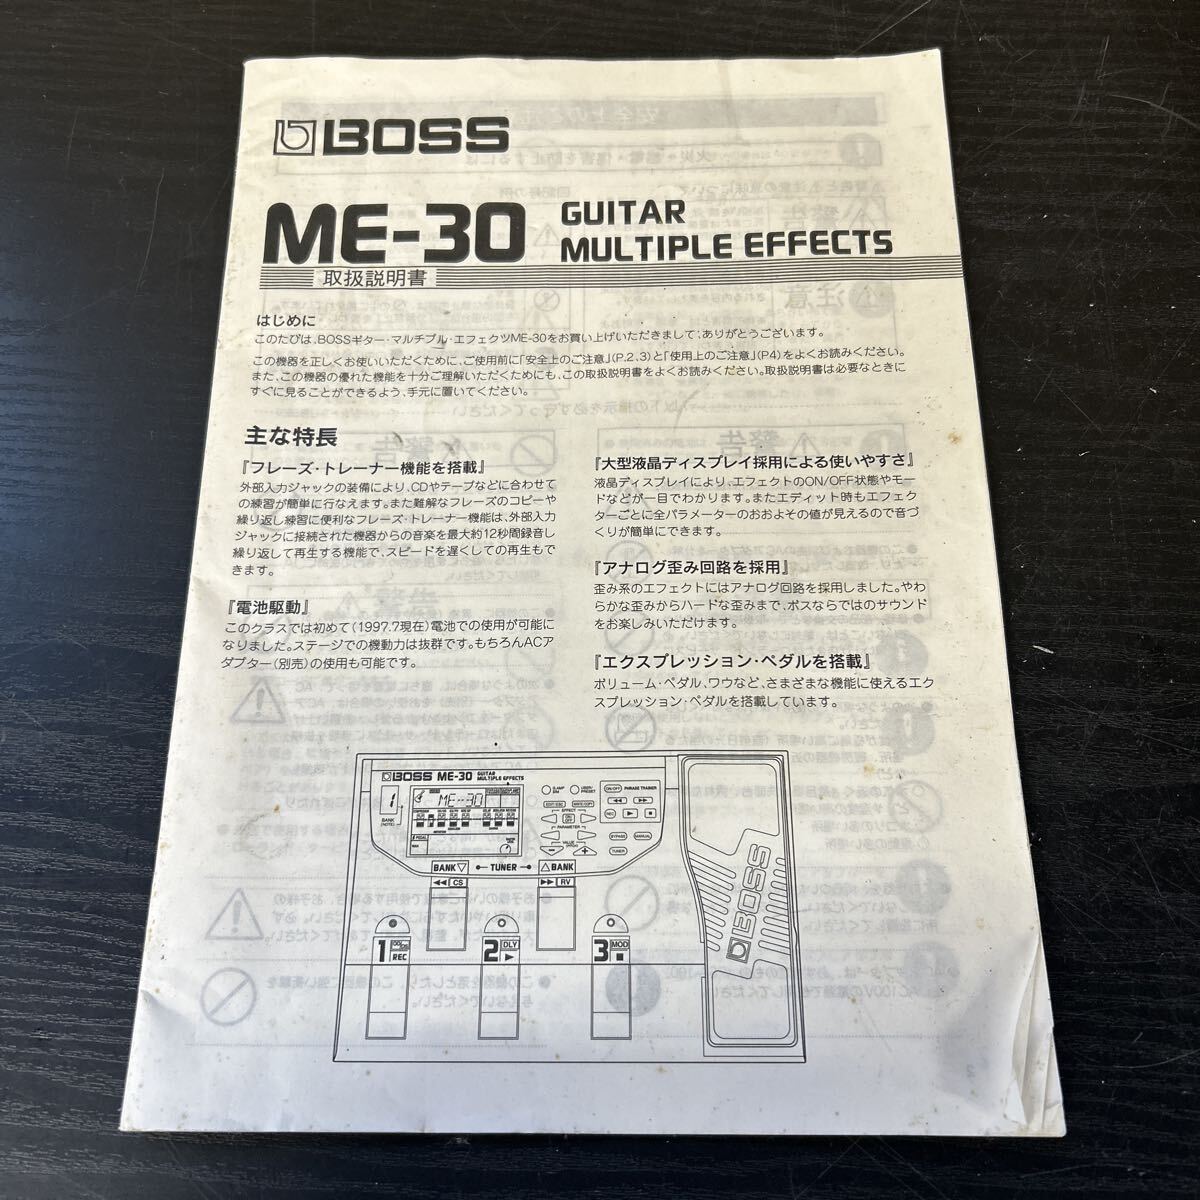 BOSS
ME-30 GUITAR MULTIPLE EFFECTS
取扱説明書
はじめに
このたびは、BOSSギター・マルチプル・エフェクツME-30をお買い上げいただきまして、ありがとうございます。
この機器を正しくお使いいただくために、ご使用前に「安全上のご注意」(P.2、3)と「使用上のご注意」(P4)をよくお読みください。
また、この機器の優れた機能を十分ご理解いただくためにも、この取扱説明書をよくお読みください。取扱説明書は必要なときに
すぐに見ることができるよう、手元に置いてください。
主な特長
『フレーズ・トレーナー機能を搭載』
外部入力ジャックの装備により、CDやテープなどに合わせて
の練習が簡単に行なえます。また難解なフレーズのコピーや
繰り返し練習に便利なフレーズ・トレーナー機能は、外部入力
ジャックに接続された機器からの音楽を最大約12秒間録音し
繰り返して再生する機能で、スピードを遅くしての再生もで
きます。
『電池駆動』
このクラスでは初めて(1997.7現在)電池での使用が可能に
なりました。ステージでの機動力は抜群です。もちろんACア
ダプター(別売)の使用も可能です。
『大型液晶ディスプレイ採用による使いやすさ』
液晶ディスプレイにより、エフェクトのON/OFF状態やモー
ドなどが一目でわかります。またエディット時もエフェク
ターごとに全パラメーターのおおよその値が見えるので音づ
くりが簡単にできます。
『アナログ歪み回路を採用』
歪み系のエフェクトにはアナログ回路を採用しました。やわ
らかな歪みからハードな歪みまで、ボスならではのサウンド
をお楽しみいただけます。
『エクスプレッション・ペダルを搭載』
ボリューム・ペダル、ワウなど、さまざまな機能に使えるエク
スプレッション・ペダルを搭載しています。
BOSS ME-30 GUITAR MULTIPLE EFFECTS
1
BANK
(NOTE)
ME-30
PEDAL
EDIT/EXIT
WRITE/COPY
EFFECT
ON/OFF
PARAMETER
VALUE
ON/OFF PHRASE TRAINER
REC
BYPASS MANUAL
TUNER
BANK▽ TUNER △BANK
◀◀ CS
▶▶ RV
1 REC
2 DLY ▶
3 MOD ■
BOSS